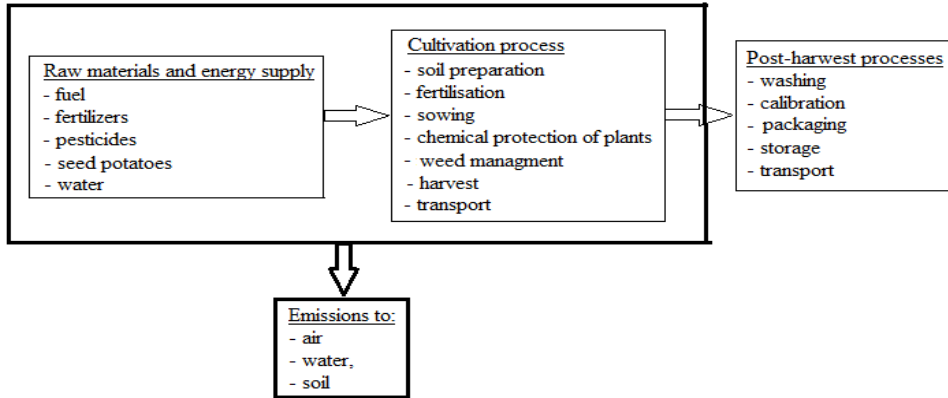 Raw materials and energy supply
- fuel
- fertilizers
- pesticides
- seed potatoes
- water
Cultivation process
- soil preparation
- fertilisation
- sowing
- chemical protection of plants
- weed managment
- harvest
- transport
Post-harwest processes
- washing
- calibration
- packaging
- storage
- transport
Emissions to:
- air
- water,
- soil